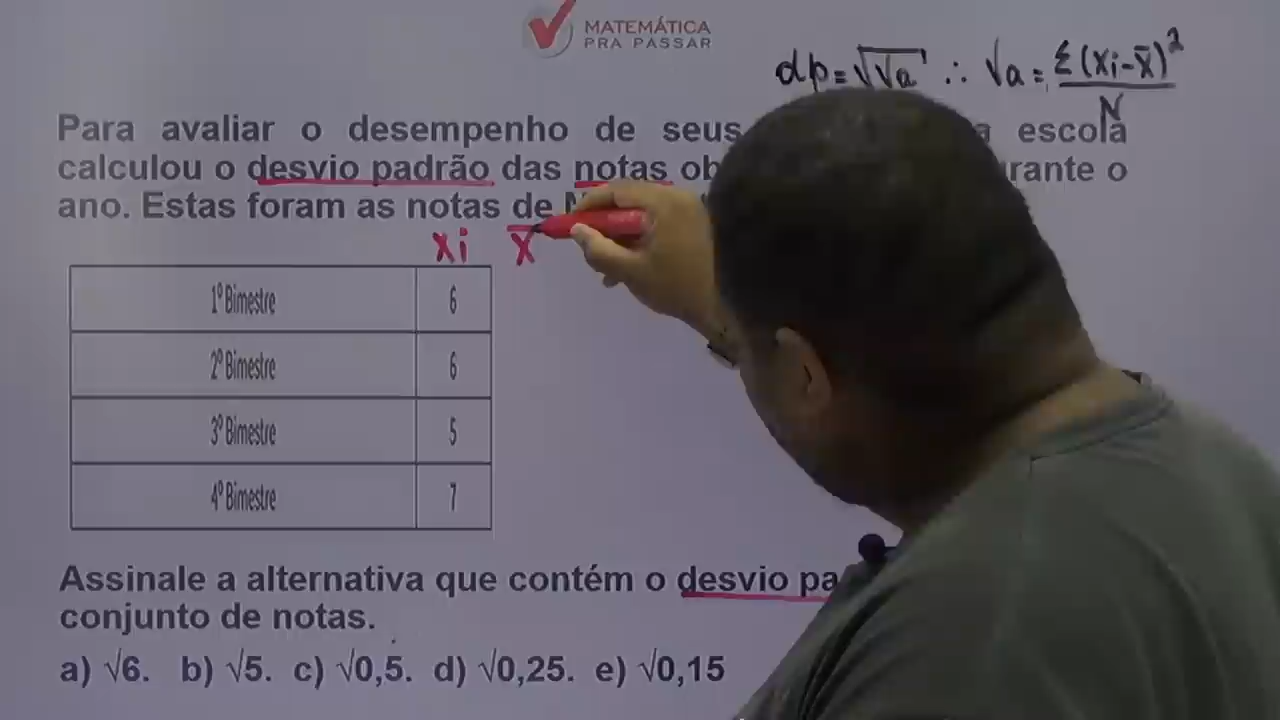 MATEMÁTICA
PRA PASSAR
dp = √Va ∴ Va = Σ(xi-x̄)²
N
Para avaliar o desempenho de seus escola
calculou o desvio padrão das notas durante o
ano. Estas foram as notas de
xi x̄
1º Bimestre 6
2º Bimestre 6
3º Bimestre 5
4º Bimestre 7
Assinale a alternativa que contém o desvio
conjunto de notas.
a) √6. b) √5. c) √0,5. d) √0,25. e) √0,15